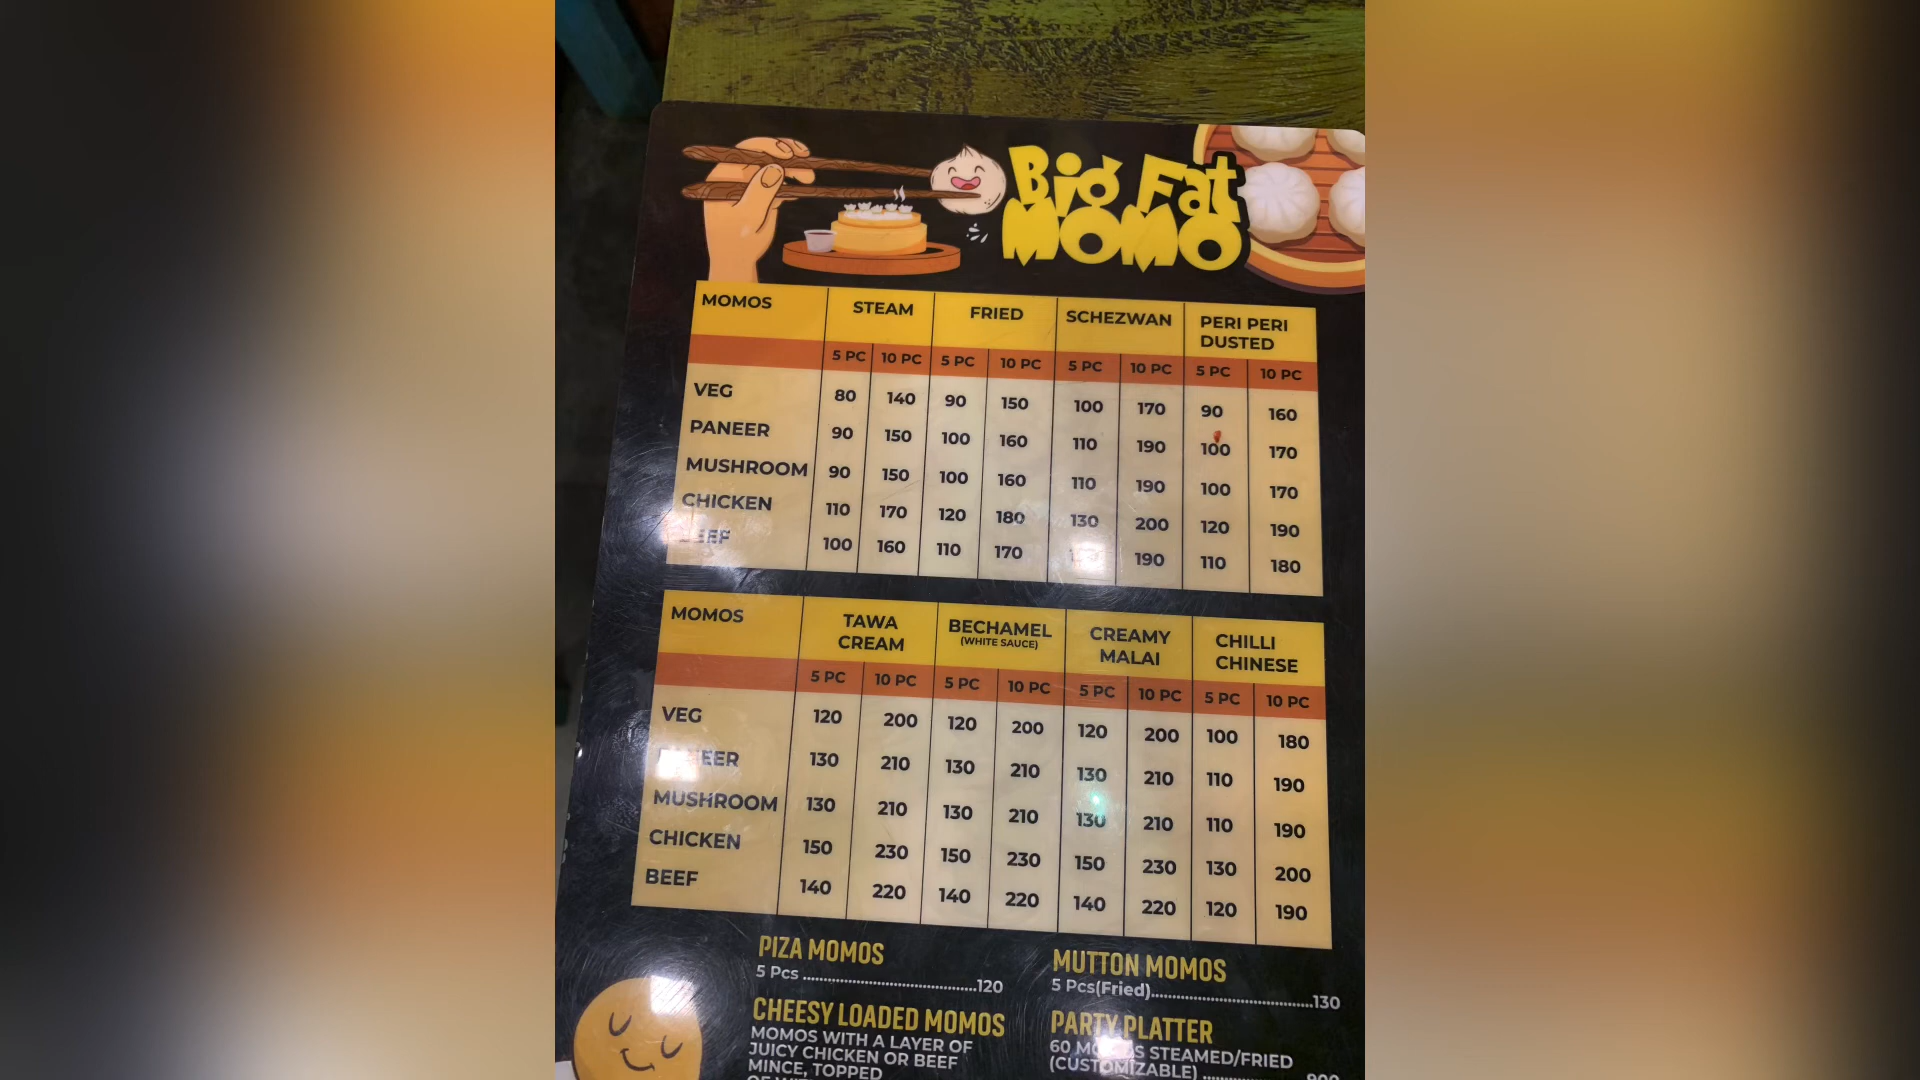 Big Fat
MOMO
MOMOS STEAM FRIED SCHEZWAN PERI PERI
DUSTED
5 PC 10 PC 5 PC 10 PC 5 PC 10 PC 5 PC 10 PC
VEG 80 140 90 150 100 170 90 160
PANEER 90 150 100 160 110 190 100 170
MUSHROOM 90 150 100 160 110 190 100 170
CHICKEN 110 170 120 180 130 200 120 190
BEEF 100 160 110 170 190 110 180
MOMOS TAWA CREAM BECHAMEL CREAMY MALAI CHILLI CHINESE
(WHITE SAUCE)
5 PC 10 PC 5 PC 10 PC 5 PC 10 PC 5 PC 10 PC
VEG 120 200 120 200 120 200 100 180
PANEER 130 210 130 210 130 210 110 190
MUSHROOM 130 210 130 210 130 210 110 190
CHICKEN 150 230 150 230 150 230 130 200
BEEF 140 220 140 220 140 220 120 190
PIZA MOMOS
5 Pcs ..........................................120
CHEESY LOADED MOMOS
MOMOS WITH A LAYER OF
JUICY CHICKEN OR BEEF
MINCE, TOPPED
MUTTON MOMOS
5 Pcs(Fried)........................................130
PARTY PLATTER
60 MOMOS STEAMED/FRIED
(CUSTOMIZABLE)